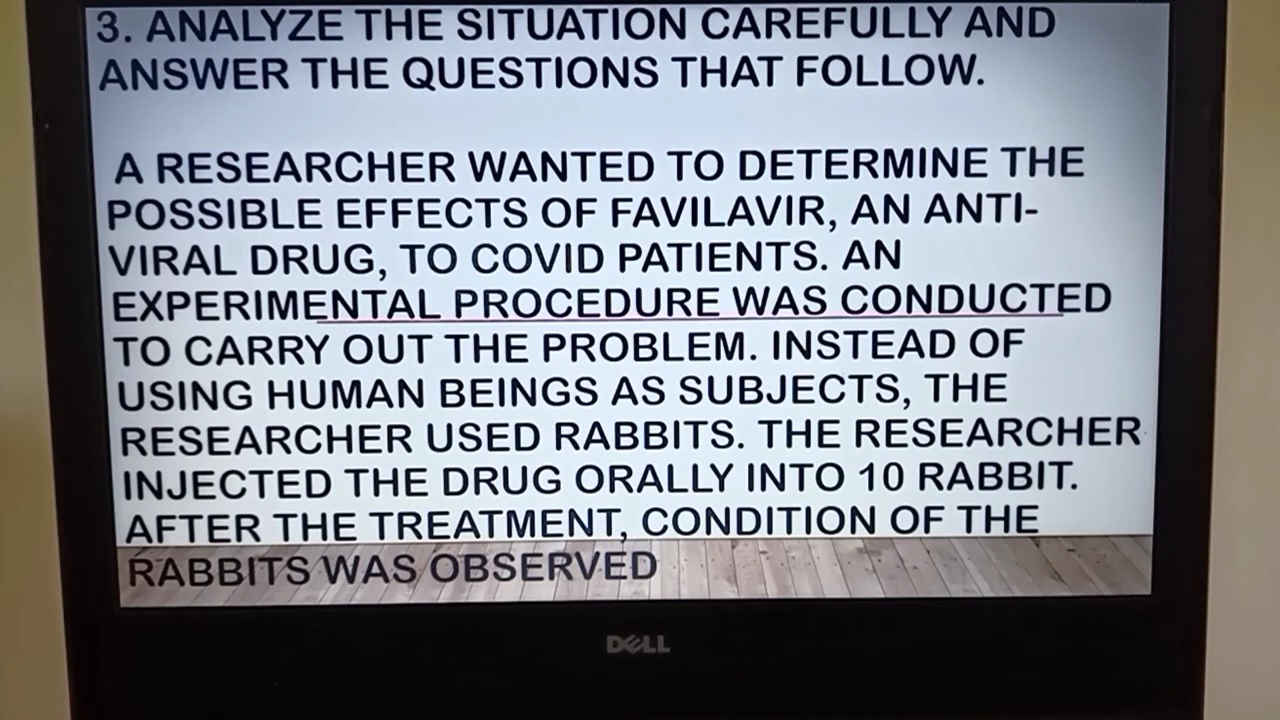 3. ANALYZE THE SITUATION CAREFULLY AND
ANSWER THE QUESTIONS THAT FOLLOW.
A RESEARCHER WANTED TO DETERMINE THE
POSSIBLE EFFECTS OF FAVILAVIR, AN ANTI-
VIRAL DRUG, TO COVID PATIENTS. AN
EXPERIMENTAL PROCEDURE WAS CONDUCTED
TO CARRY OUT THE PROBLEM. INSTEAD OF
USING HUMAN BEINGS AS SUBJECTS, THE
RESEARCHER USED RABBITS. THE RESEARCHER
INJECTED THE DRUG ORALLY INTO 10 RABBIT.
AFTER THE TREATMENT, CONDITION OF THE
RABBITS WAS OBSERVED
DELL